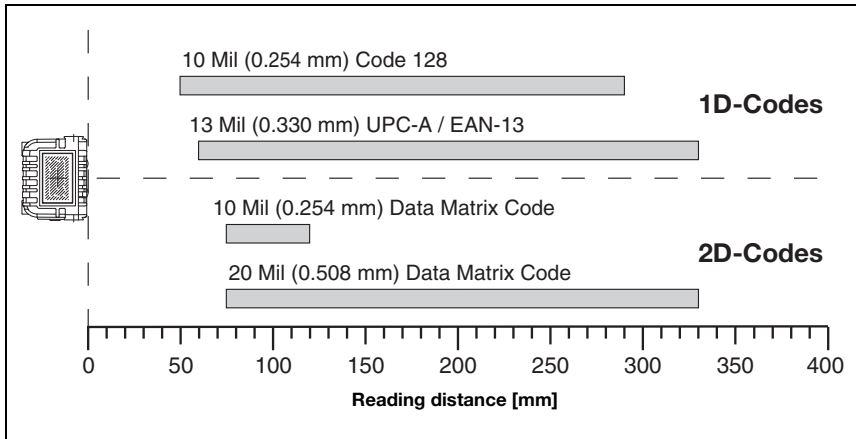 10 Mil (0.254 mm) Code 128
1D-Codes
13 Mil (0.330 mm) UPC-A / EAN-13
10 Mil (0.254 mm) Data Matrix Code
2D-Codes
20 Mil (0.508 mm) Data Matrix Code
0 50 100 150 200 250 300 350 400
Reading distance [mm]